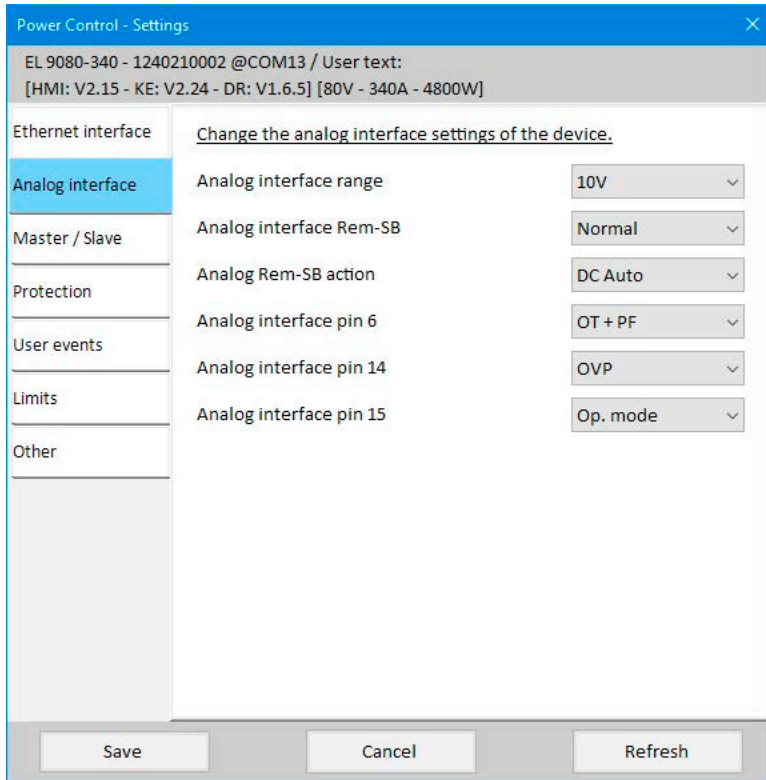 Power Control - Settings
EL 9080-340 - 1240210002 @COM13 / User text:
[HMI: V2.15 - KE: V2.24 - DR: V1.6.5] [80V - 340A - 4800W]
Ethernet interface
Analog interface
Master / Slave
Protection
User events
Limits
Other
Change the analog interface settings of the device.
Analog interface range 10V
Analog interface Rem-SB Normal
Analog Rem-SB action DC Auto
Analog interface pin 6 OT + PF
Analog interface pin 14 OVP
Analog interface pin 15 Op. mode
Save Cancel Refresh